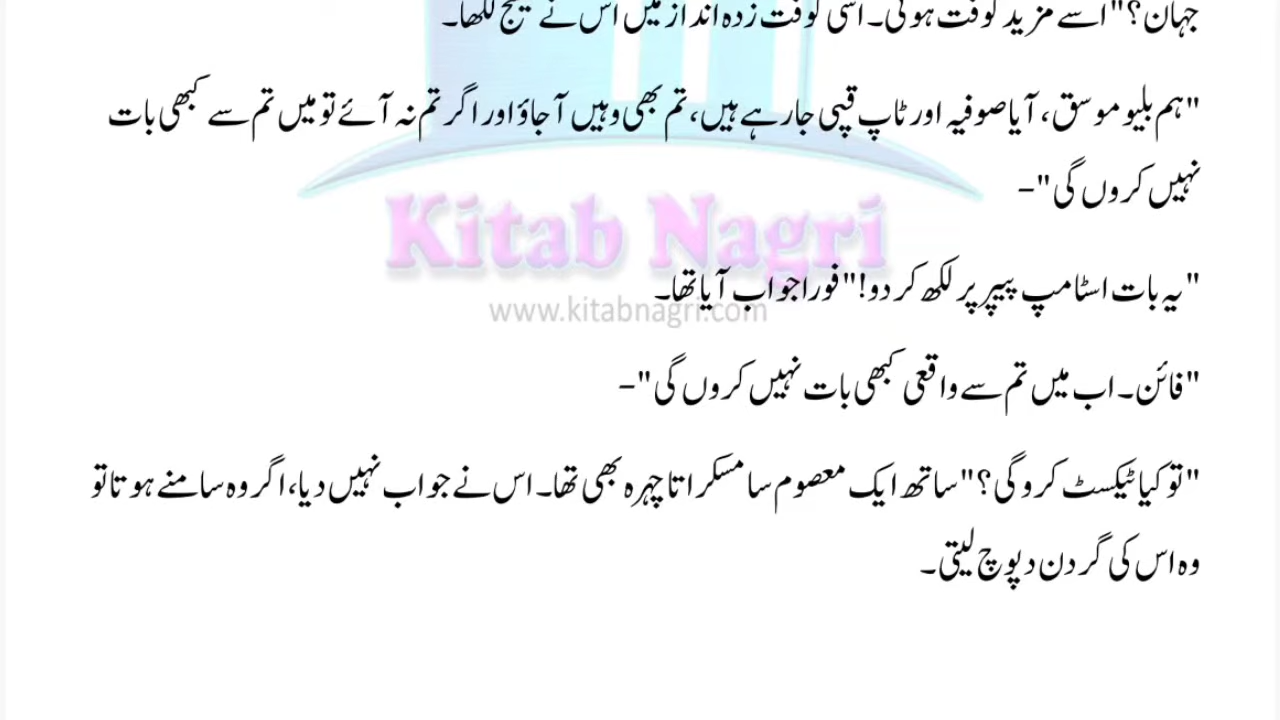 جہان؟" اسے مزید کوفت ہوئی۔ اسی کوفت زدہ انداز میں اس نے میسج لکھا۔
"ہم بلیو موسق، آیا صوفیہ اور ٹاپ قپی جا رہے ہیں، تم بھی وہیں آ جاؤ اور اگر تم نہ آئے تو میں تم سے کبھی بات
نہیں کروں گی"–
Kitab Nagri
"یہ بات اسٹامپ پیپر پر لکھ کر دو!" فورا جواب آیا تھا۔
www.kitabnagri.com
"فائن۔ اب میں تم سے واقعی کبھی بات نہیں کروں گی"–
"تو کیا ٹیکسٹ کرو گی؟" ساتھ ایک معصوم سا مسکراتا چہرہ بھی تھا۔ اس نے جواب نہیں دیا، اگر وہ سامنے ہوتا تو
وہ اس کی گردن دبوچ لیتی۔